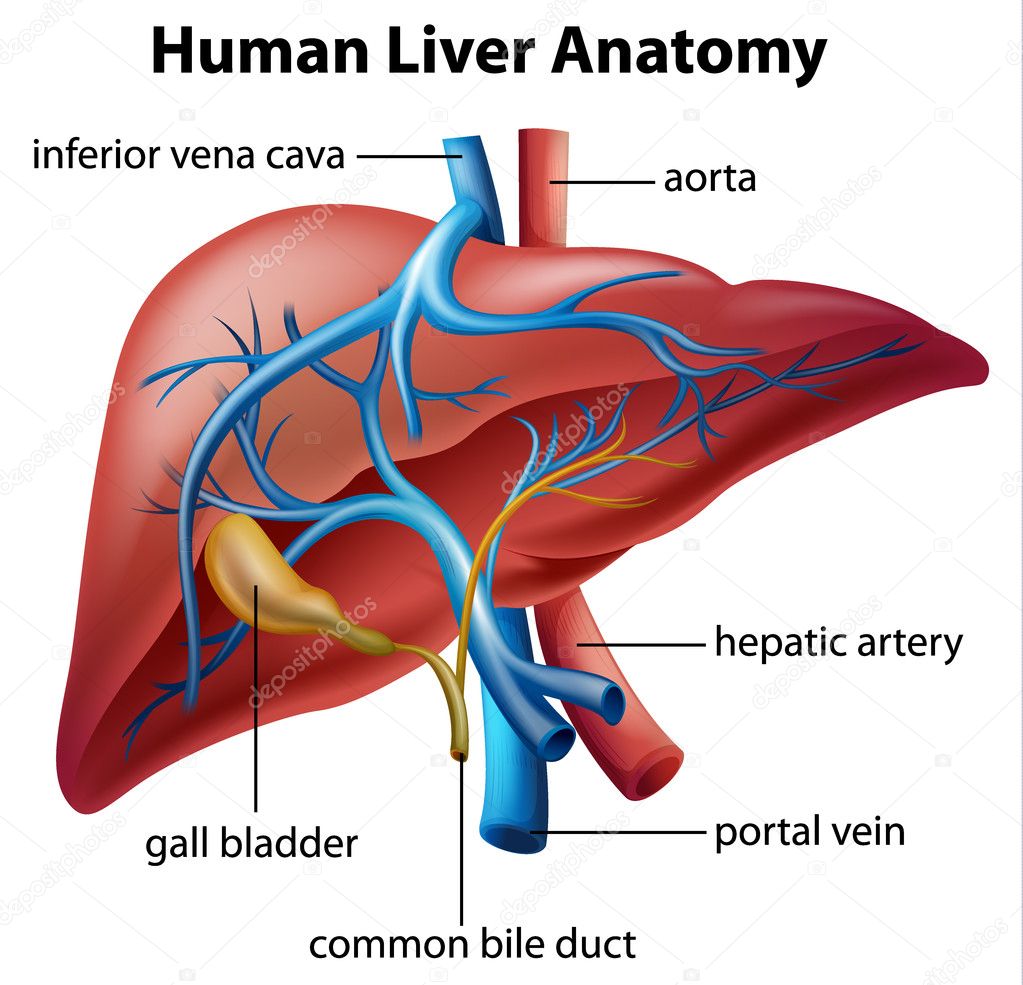 Human Liver Anatomy
inferior vena cava
aorta
hepatic artery
portal vein
gall bladder
common bile duct
depositphotos